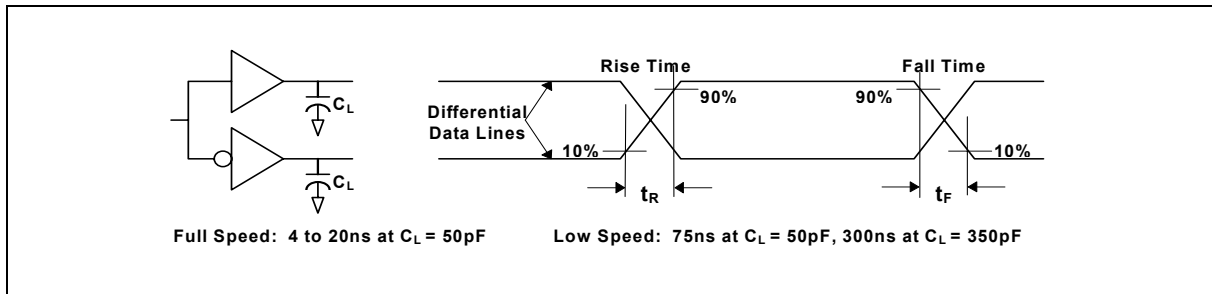 Rise Time
Fall Time
C_L
90%
90%
Differential
Data Lines
10%
10%
C_L
t_R
t_F
Full Speed: 4 to 20ns at C_L = 50pF
Low Speed: 75ns at C_L = 50pF, 300ns at C_L = 350pF